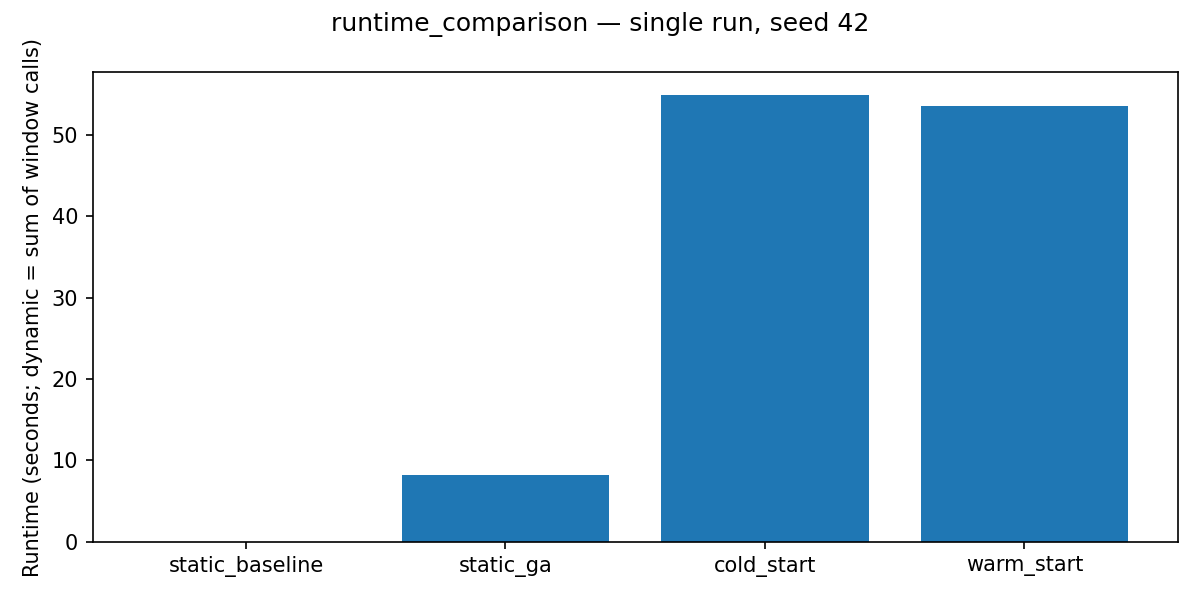 runtime_comparison — single run, seed 42
Runtime (seconds; dynamic = sum of window calls)
50
40
30
20
10
0
static_baseline
static_ga
cold_start
warm_start